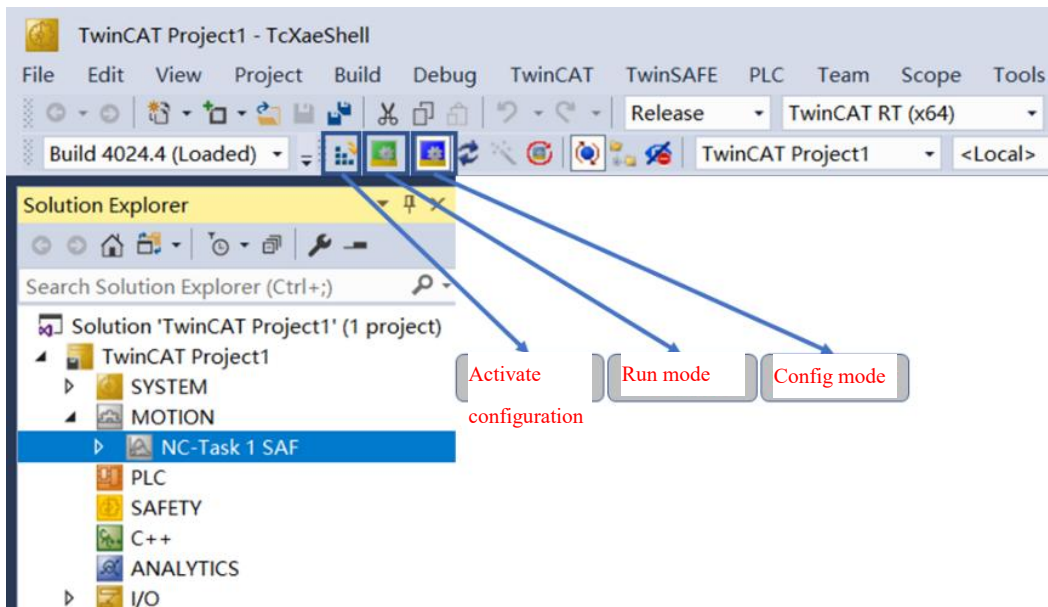 TwinCAT Project1 - TcXaeShell
File Edit View Project Build Debug TwinCAT TwinSAFE PLC Team Scope Tools
Release TwinCAT RT (x64)
Build 4024.4 (Loaded) TwinCAT Project1 <Local>
Solution Explorer
Search Solution Explorer (Ctrl+;)
Solution 'TwinCAT Project1' (1 project)
TwinCAT Project1
SYSTEM
MOTION
NC-Task 1 SAF
PLC
SAFETY
C++
ANALYTICS
I/O
Activate
configuration
Run mode
Config mode